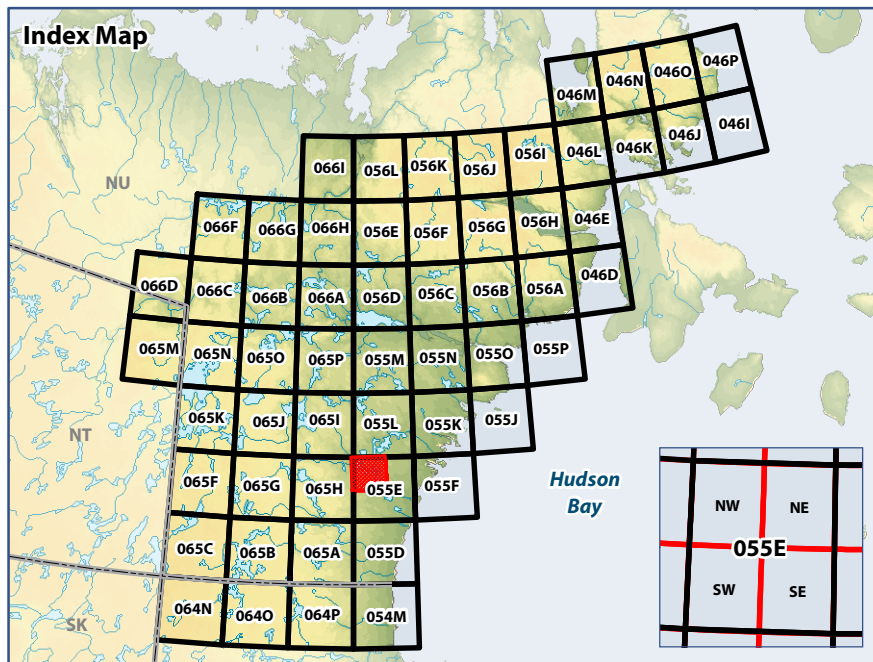 Index Map
046M 046N 046O 046P
066I 056L 056K 056J 056I 046L 046K 046J 046I
NU
066F 066G 066H 056E 056F 056G 056H 046E
066D 066C 066B 066A 056D 056C 056B 056A 046D
065M 065N 065O 065P 055M 055N 055O 055P
NT
065K 065J 065I 055L 055K 055J
065F 065G 065H 055E 055F
Hudson
Bay
065C 065B 065A 055D
SK
064N 064O 064P 054M
NW NE
055E
SW SE